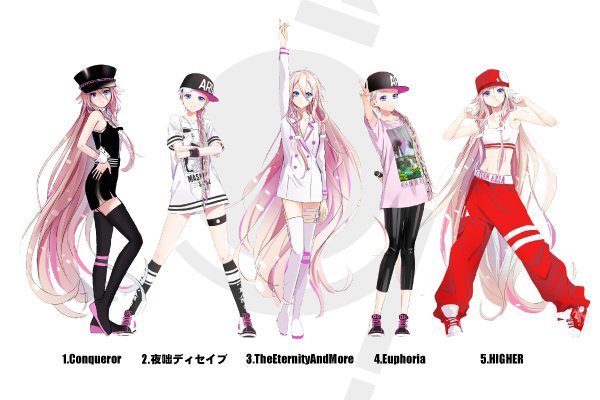 1.Conqueror
2.夜咄ディセイブ
3.TheEternityAndMore
4.Euphoria
5.HIGHER